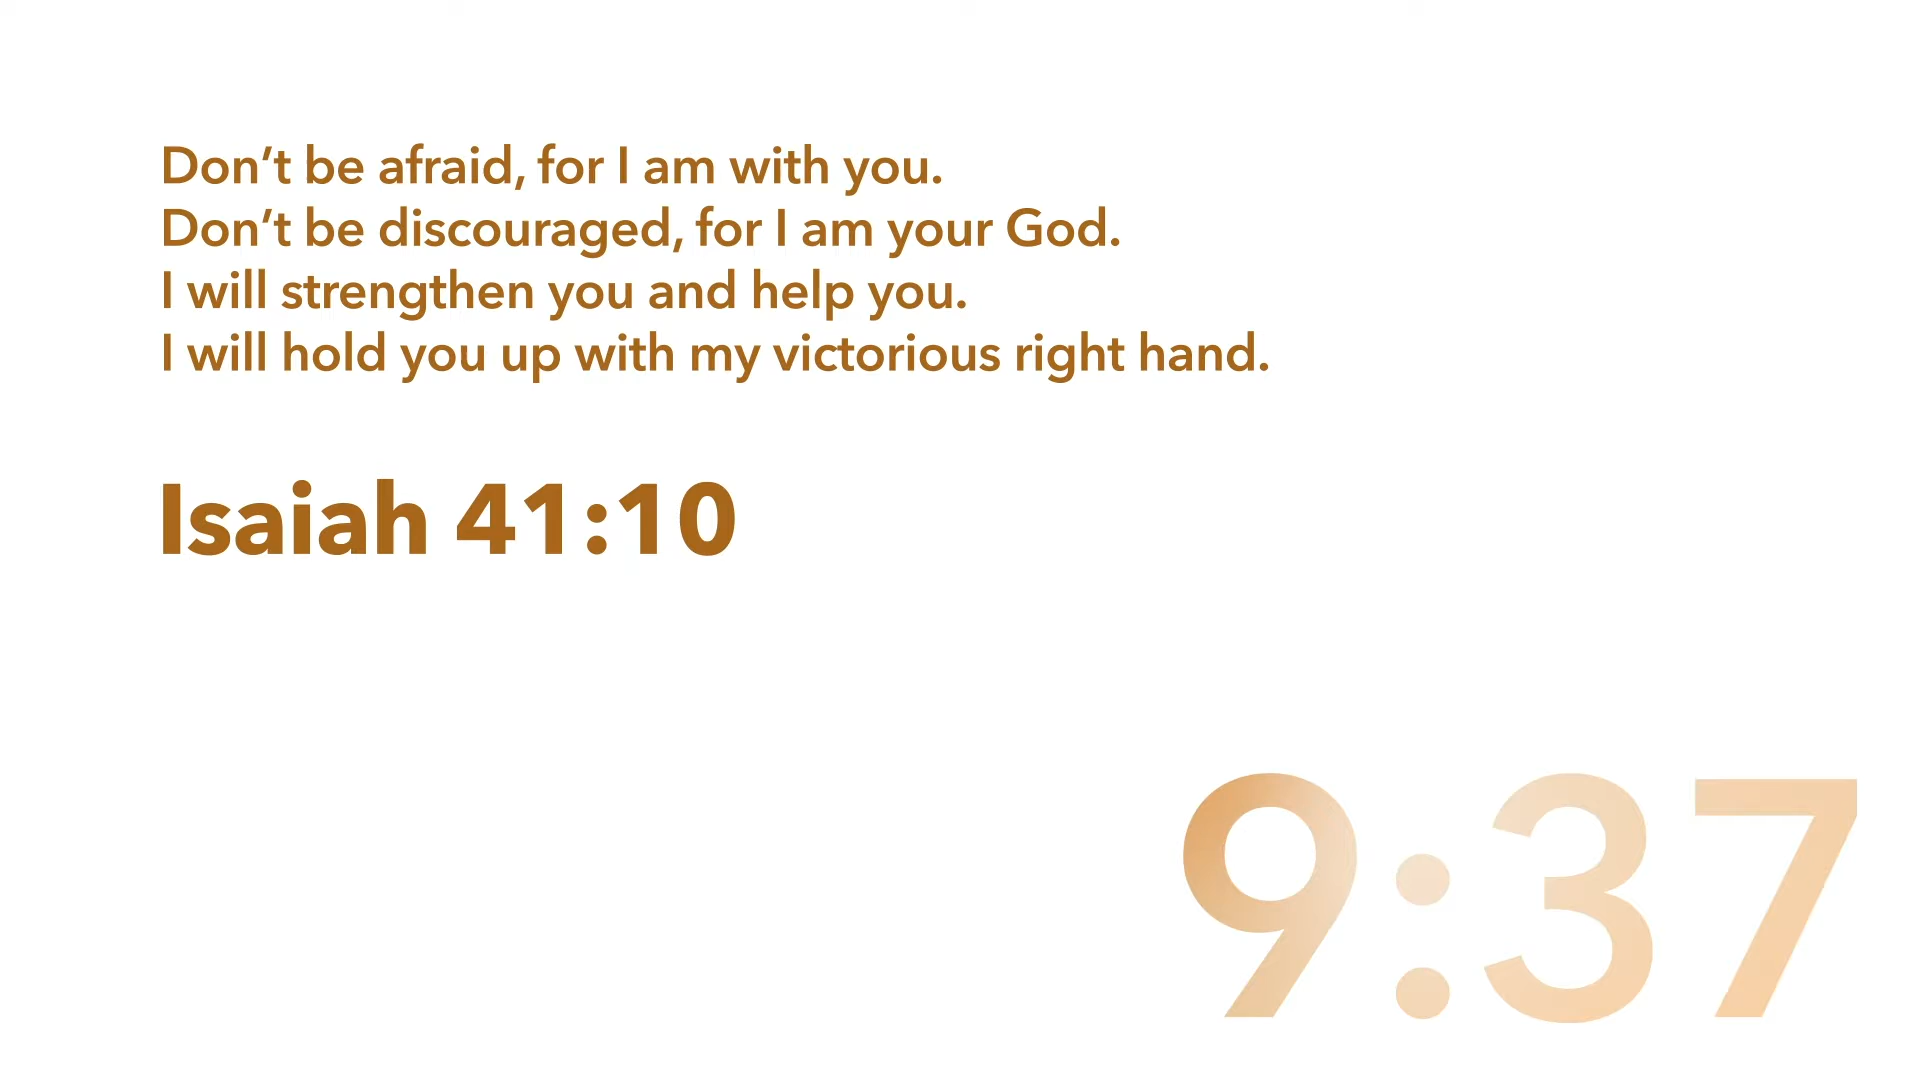 Don’t be afraid, for I am with you.
Don’t be discouraged, for I am your God.
I will strengthen you and help you.
I will hold you up with my victorious right hand.
Isaiah 41:10
9:37